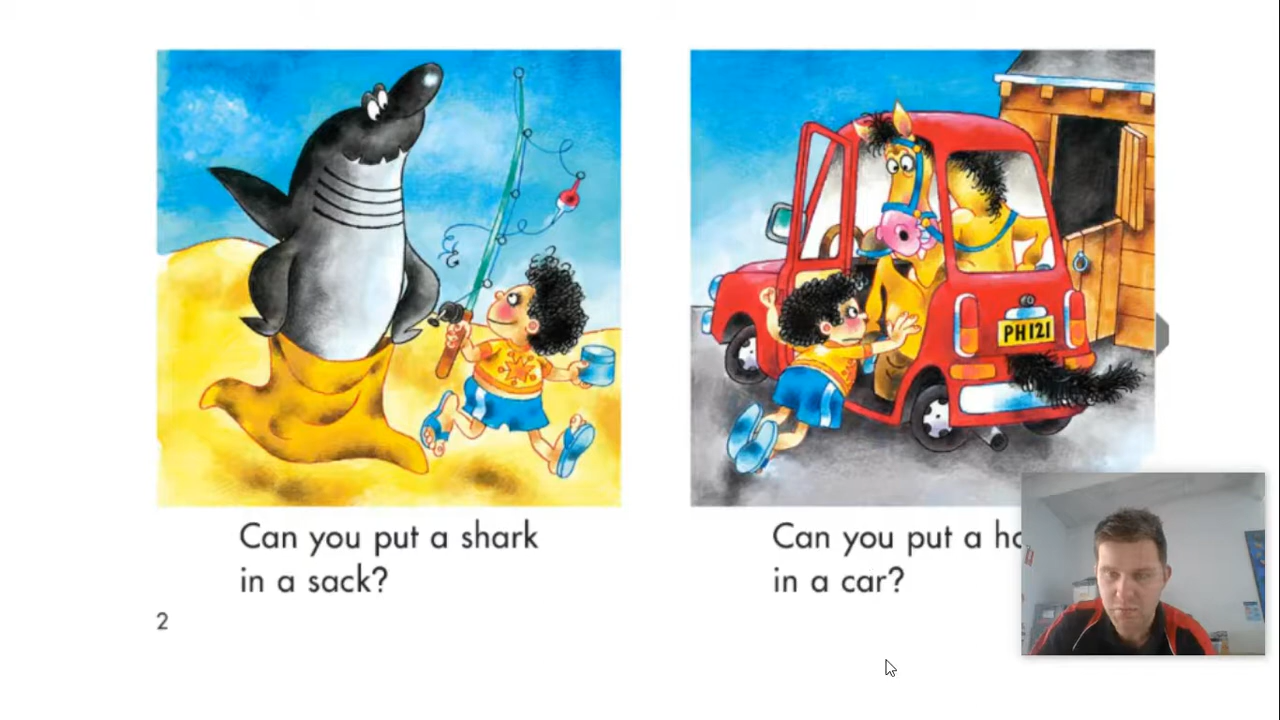 Can you put a shark
in a sack?
2
Can you put a
in a car?
PH121